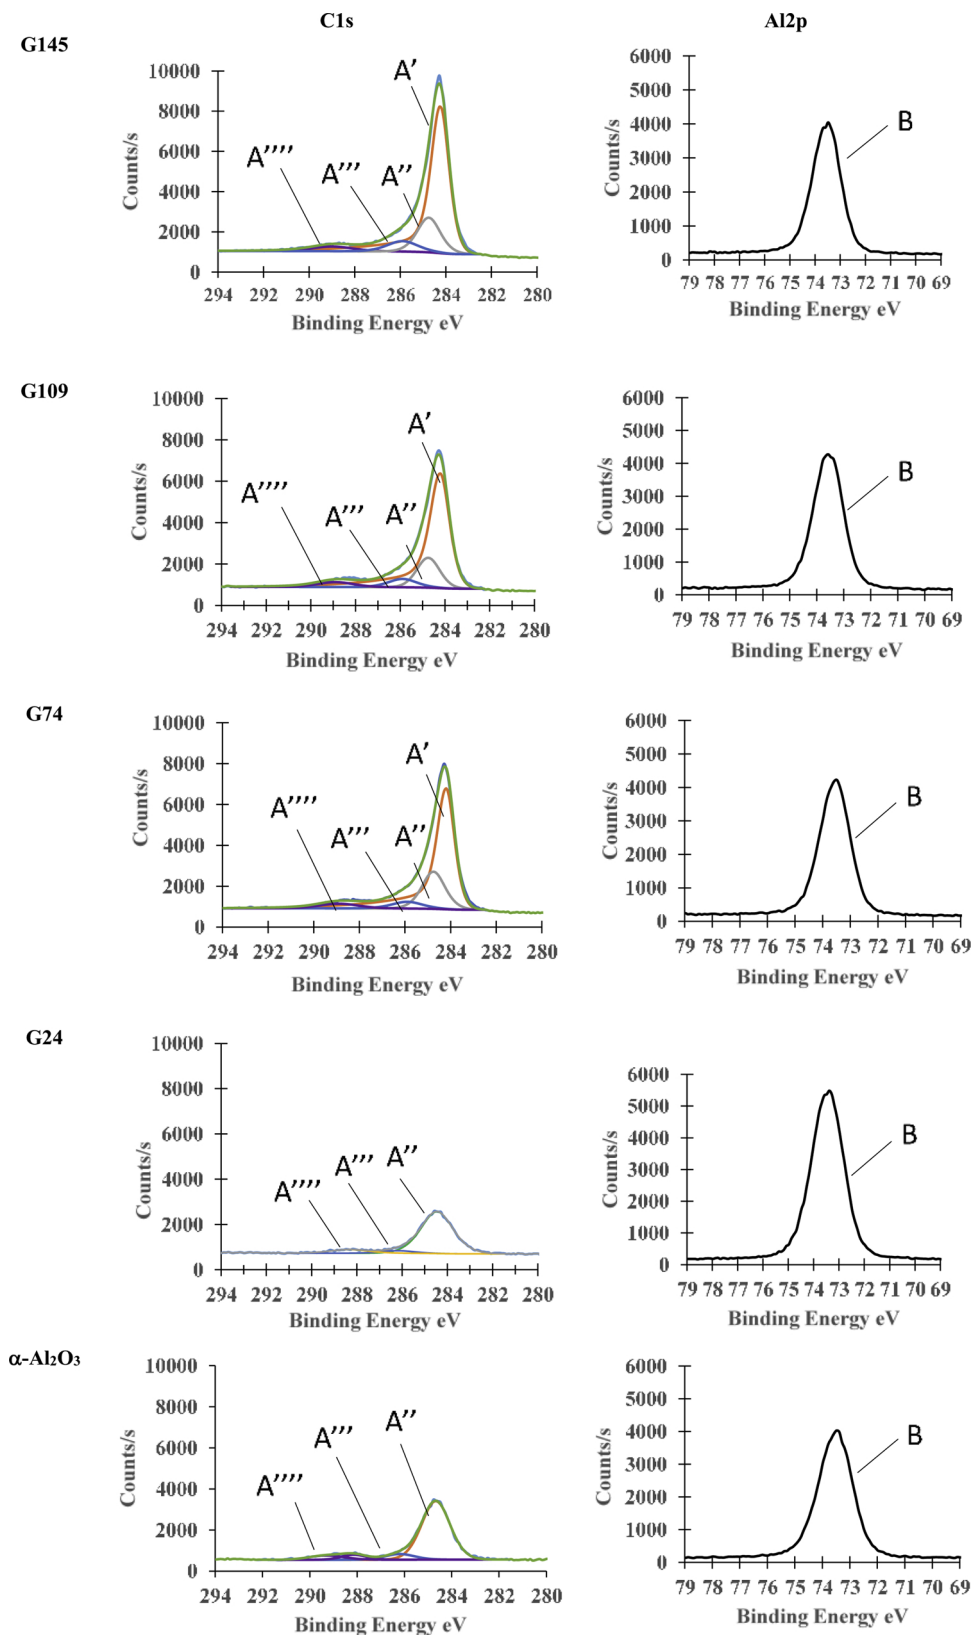 C1s Al2p
G145
10000
8000
6000
4000
2000
0
Counts/s
A'
A''
A'''
A''''
294 292 290 288 286 284 282 280
Binding Energy eV
6000
5000
4000
3000
2000
1000
0
Counts/s
B
79 78 77 76 75 74 73 72 71 70 69
Binding Energy eV
G109
10000
8000
6000
4000
2000
0
Counts/s
A'
A''
A'''
A''''
294 292 290 288 286 284 282 280
Binding Energy eV
6000
5000
4000
3000
2000
1000
0
Counts/s
B
79 78 77 76 75 74 73 72 71 70 69
Binding Energy eV
G74
10000
8000
6000
4000
2000
0
Counts/s
A'
A''
A'''
A''''
294 292 290 288 286 284 282 280
Binding Energy eV
6000
5000
4000
3000
2000
1000
0
Counts/s
B
79 78 77 76 75 74 73 72 71 70 69
Binding Energy eV
G24
10000
8000
6000
4000
2000
0
Counts/s
A''
A'''
A''''
294 292 290 288 286 284 282 280
Binding Energy eV
6000
5000
4000
3000
2000
1000
0
Counts/s
B
79 78 77 76 75 74 73 72 71 70 69
Binding Energy eV
α-Al₂O₃
10000
8000
6000
4000
2000
0
Counts/s
A''
A'''
A''''
294 292 290 288 286 284 282 280
Binding Energy eV
6000
5000
4000
3000
2000
1000
0
Counts/s
B
79 78 77 76 75 74 73 72 71 70 69
Binding Energy eV